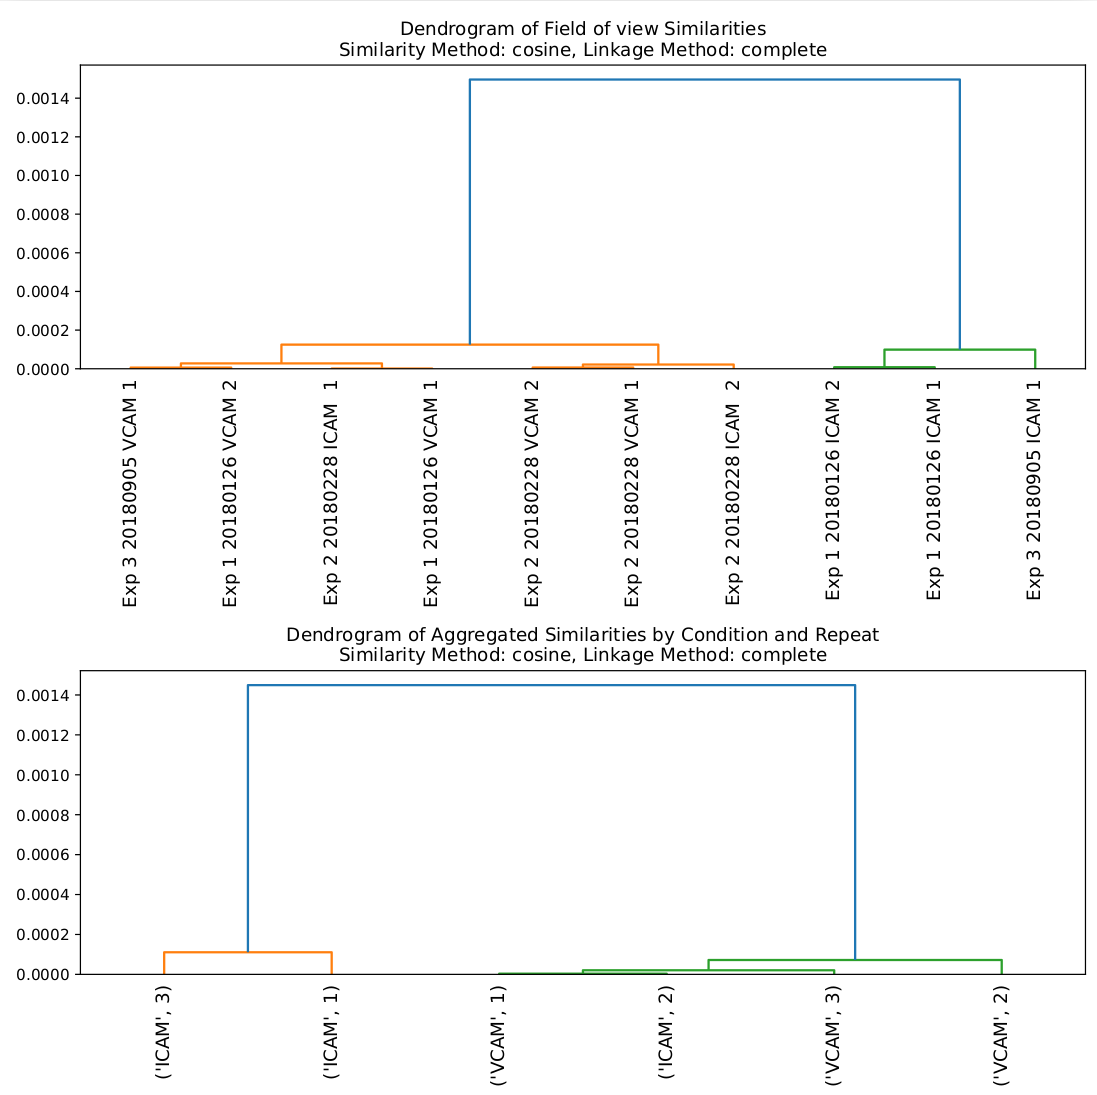 Dendrogram of Field of view Similarities
Similarity Method: cosine, Linkage Method: complete
0.0014
0.0012
0.0010
0.0008
0.0006
0.0004
0.0002
0.0000
Exp 3 20180905 VCAM 1
Exp 1 20180126 VCAM 2
Exp 2 20180228 ICAM  1
Exp 1 20180126 VCAM 1
Exp 2 20180228 VCAM 2
Exp 2 20180228 VCAM 1
Exp 2 20180228 ICAM  2
Exp 1 20180126 ICAM 2
Exp 1 20180126 ICAM 1
Exp 3 20180905 ICAM 1
Dendrogram of Aggregated Similarities by Condition and Repeat
Similarity Method: cosine, Linkage Method: complete
0.0014
0.0012
0.0010
0.0008
0.0006
0.0004
0.0002
0.0000
('ICAM', 3)
('ICAM', 1)
('VCAM', 1)
('ICAM', 2)
('VCAM', 3)
('VCAM', 2)